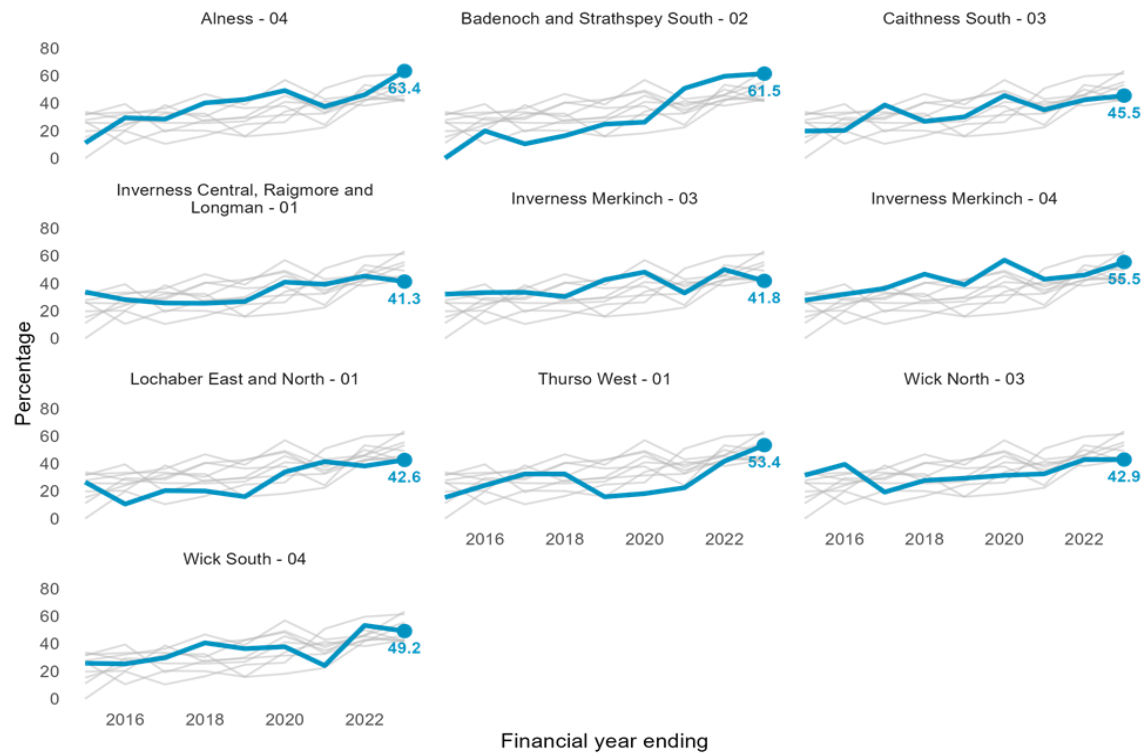 Alness - 04
Badenoch and Strathspey South - 02
Caithness South - 03
80
60
40
20
0
63.4
61.5
45.5
Inverness Central, Raigmore and
Longman - 01
Inverness Merkinch - 03
Inverness Merkinch - 04
80
60
40
20
0
41.3
41.8
55.5
Percentage
Lochaber East and North - 01
Thurso West - 01
Wick North - 03
80
60
40
20
0
42.6
53.4
42.9
2016 2018 2020 2022
2016 2018 2020 2022
Wick South - 04
80
60
40
20
0
49.2
2016 2018 2020 2022
Financial year ending